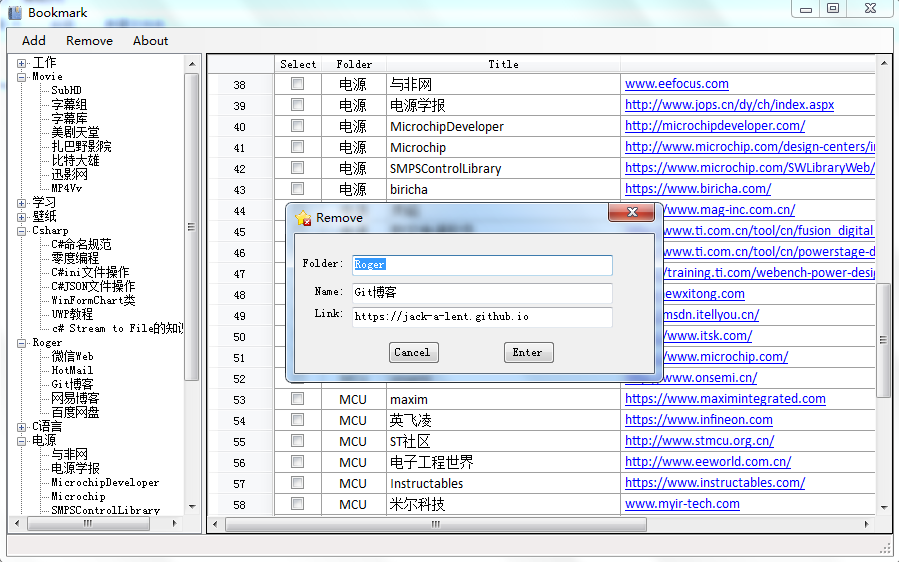 Bookmark
Add Remove About
工作
Movie
SubHD
字幕组
字幕库
美剧天堂
扎巴野影院
比特大雄
迅影网
MP4Vv
学习
壁纸
Csharp
C#命名规范
零度编程
C#ini文件操作
C#JSON文件操作
WinFormChart类
UWP教程
c# Stream to File的知识
Roger
微信Web
HotMail
Git博客
网易博客
百度网盘
C语言
电源
与非网
电源学报
MicrochipDeveloper
Microchip
SMPSControlLibrary
Select Folder Title
38 电源 与非网 www.eefocus.com
39 电源 电源学报 http://www.jops.cn/dy/ch/index.aspx
40 电源 MicrochipDeveloper http://microchipdeveloper.com/
41 电源 Microchip http://www.microchip.com/design-centers/in
42 电源 SMPSControlLibrary https://www.microchip.com/SWLibraryWeb/
43 电源 biricha https://www.biricha.com/
44 /www.mag-inc.com.cn/
45 /www.ti.com.cn/tool/cn/fusion_digital_
46 /www.ti.com.cn/tool/cn/powerstage-d
47 /training.ti.com/webench-power-desi
48 ewxitong.com
49 msdn.itellyou.cn/
50 /www.itsk.com/
51 /www.microchip.com/
52 /www.onsemi.cn/
53 MCU maxim https://www.maximintegrated.com
54 MCU 英飞凌 https://www.infineon.com
55 MCU ST社区 http://www.stmcu.org.cn/
56 MCU 电子工程世界 http://www.eeworld.com.cn/
57 MCU Instructables https://www.instructables.com/
58 MCU 米尔科技 www.myir-tech.com
Remove
Folder: Roger
Name: Git博客
Link: https://jack-a-lent.github.io
Cancel Enter